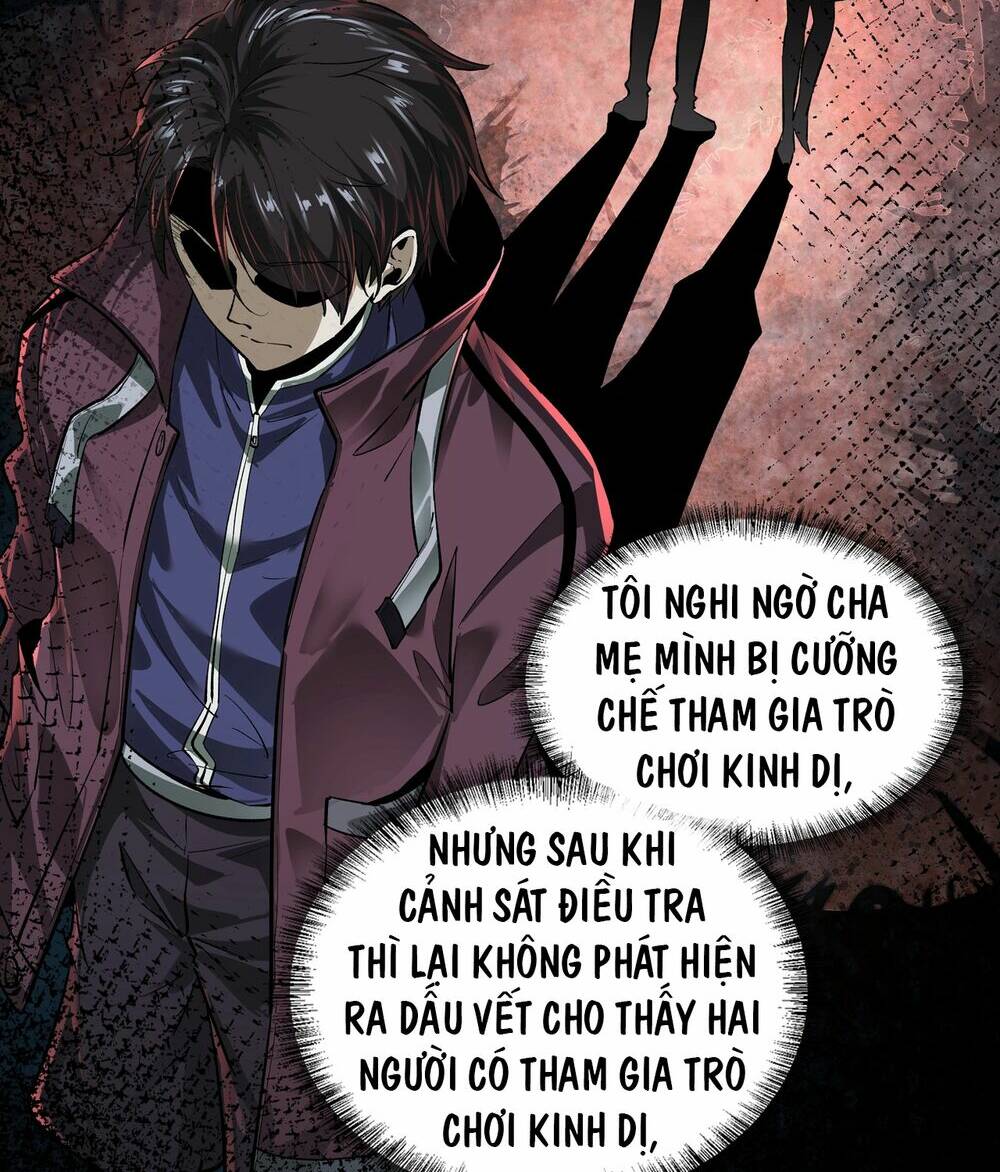 TÔI NGHI NGỜ CHA
MẸ MÌNH BỊ CƯỠNG
CHẾ THAM GIA TRÒ
CHƠI KINH DỊ,
NHƯNG SAU KHI
CẢNH SÁT ĐIỀU TRA
THÌ LẠI KHÔNG PHÁT HIỆN
RA DẤU VẾT CHO THẤY HAI
NGƯỜI CÓ THAM GIA TRÒ
CHƠI KINH DỊ,